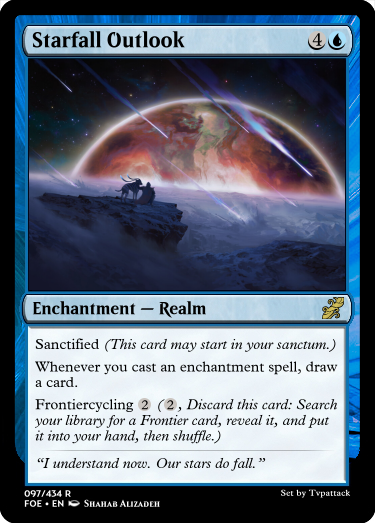 Starfall Outlook 4
Enchantment — Realm
Sanctified (This card may start in your sanctum.)
Whenever you cast an enchantment spell, draw
a card.
Frontiercycling 2 (2, Discard this card: Search
your library for a Frontier card, reveal it, and put
it into your hand, then shuffle.)
“I understand now. Our stars do fall.”
097/434 R
Set by Tvpattack
FOE • EN Shahab Alizadeh